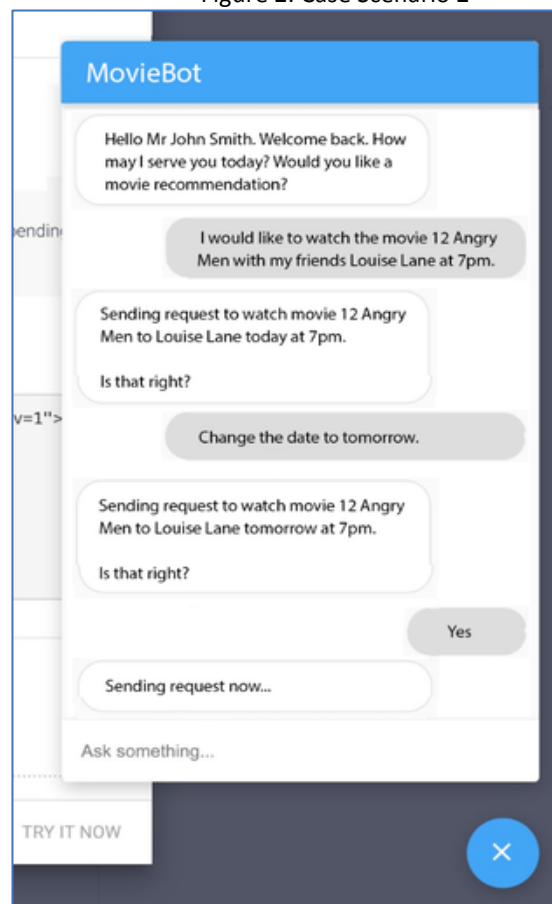 Case Scenario
MovieBot
Hello Mr John Smith. Welcome back. How
may I serve you today? Would you like a
movie recommendation?
I would like to watch the movie 12 Angry
Men with my friends Louise Lane at 7pm.
Sending request to watch movie 12 Angry
Men to Louise Lane today at 7pm.
Is that right?
v=1">
Change the date to tomorrow.
Sending request to watch movie 12 Angry
Men to Louise Lane tomorrow at 7pm.
Is that right?
Yes
Sending request now...
Ask something...
TRY IT NOW